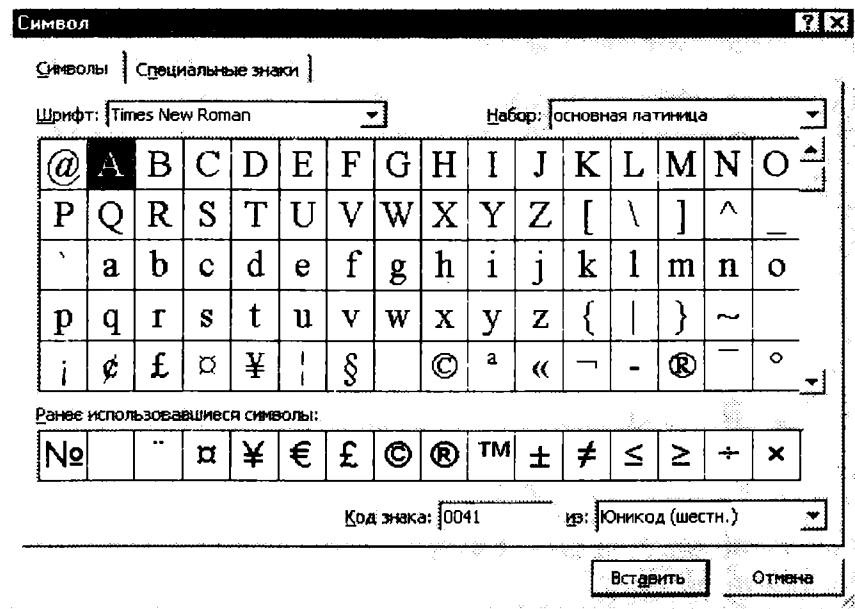 Символ
Символы Специальные знаки
Шрифт: Times New Roman Набор: основная латиница
@ A B C D E F G H I J K L M N O
P Q R S T U V W X Y Z [ \ ] ^ _
` a b c d e f g h i j k l m n o
p q r s t u v w x y z { | } ~
¡ ¢ £ ¤ ¥ ¦ § © ª « ¬ - ® ¯ °
Ранее использовавшиеся символы:
№ ¨ ¤ ¥ € £ © ® ™ ± ≠ ≤ ≥ ÷ ×
Код знака: 0041 из: Юникод (шестн.)
Вставить Отмена